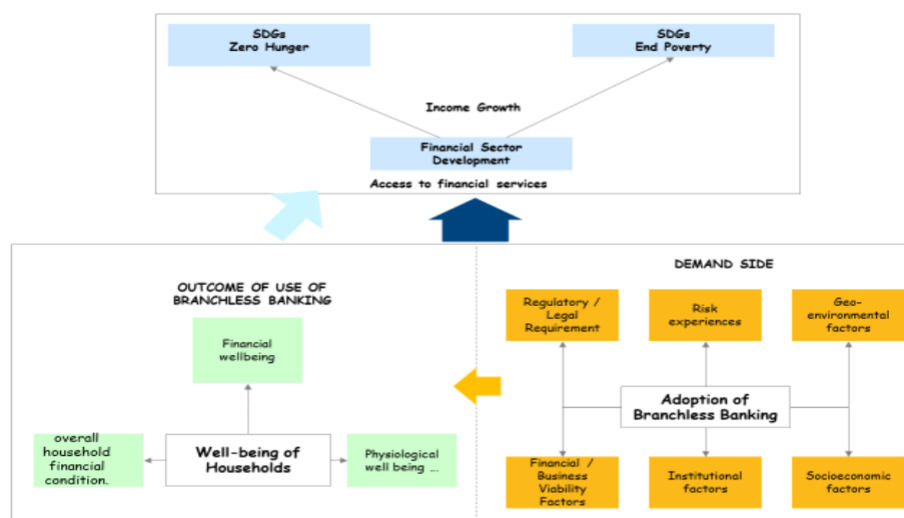 SDGs
Zero Hunger
SDGs
End Poverty
Income Growth
Financial Sector
Development
Access to financial services
OUTCOME OF USE OF
BRANCHLESS BANKING
Financial
wellbeing
overall
household
financial
condition.
Well-being of
Households
Physiological
well being ...
DEMAND SIDE
Regulatory /
Legal
Requirement
Risk
experiences
Geo-
environmental
factors
Adoption of
Branchless Banking
Financial /
Business
Viability
Factors
Institutional
factors
Socioeconomic
factors